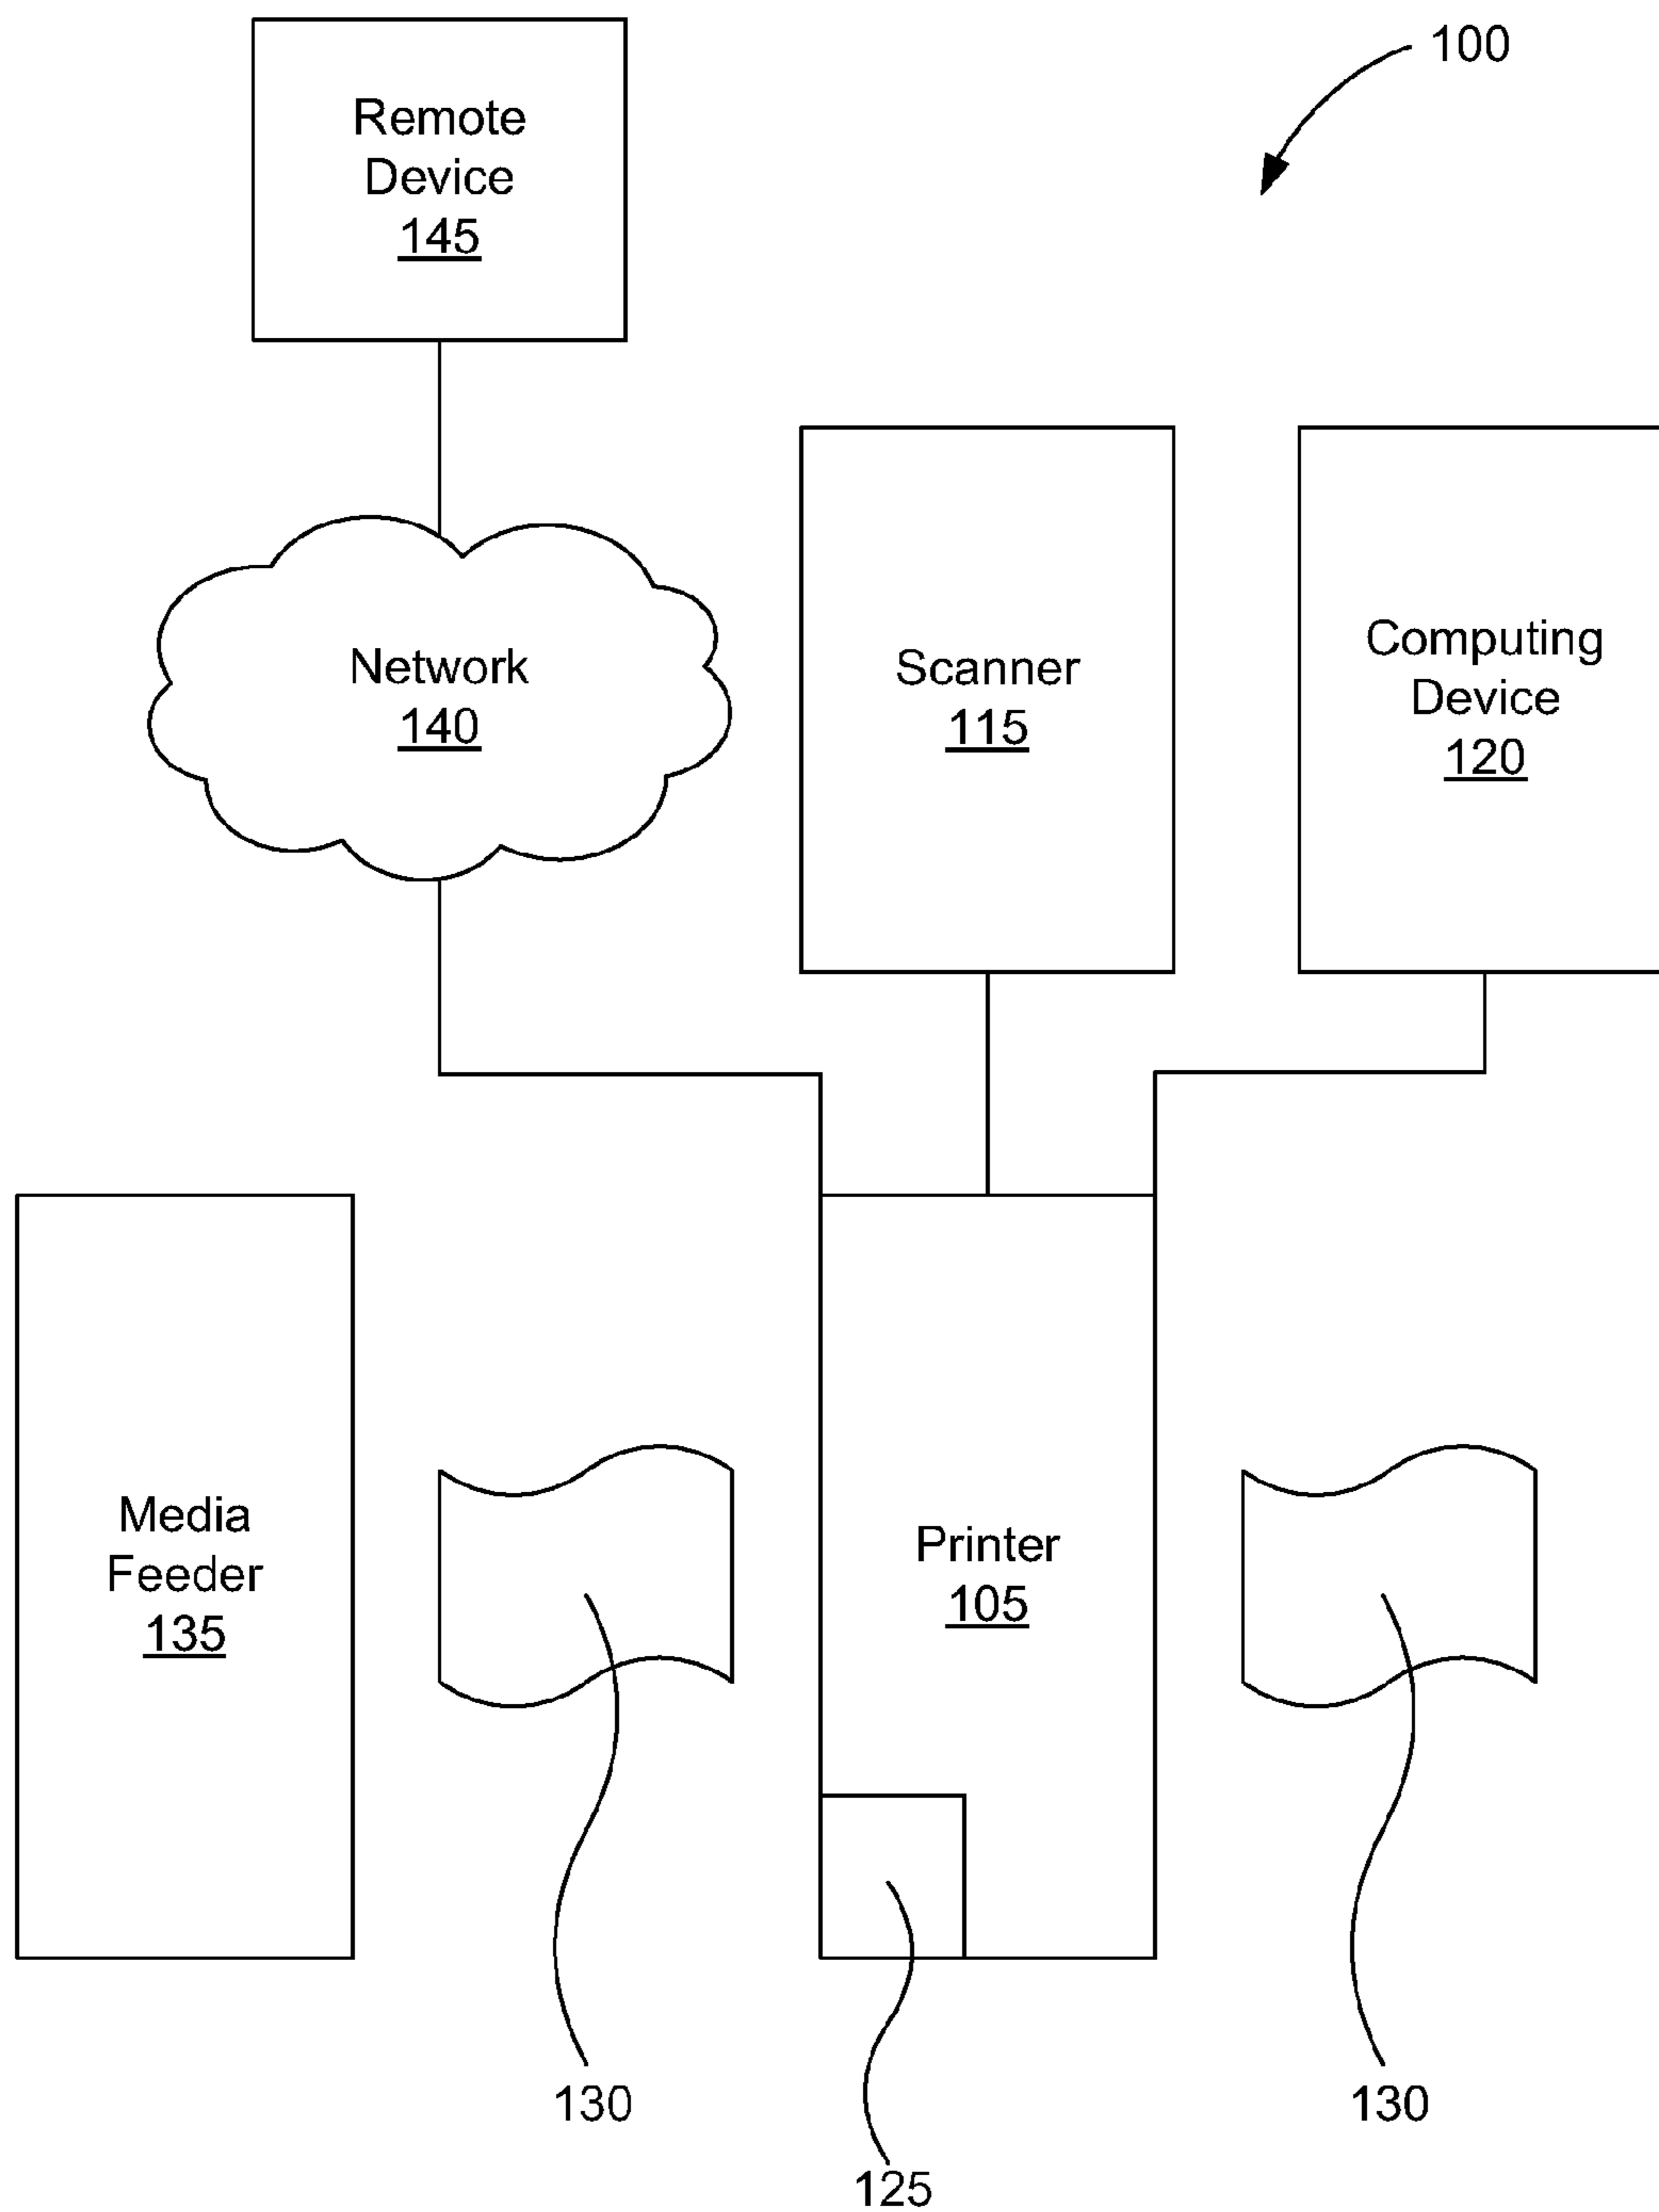 100
Remote
Device
145
Network
140
Scanner
115
Computing
Device
120
Media
Feeder
135
Printer
105
130
125
130